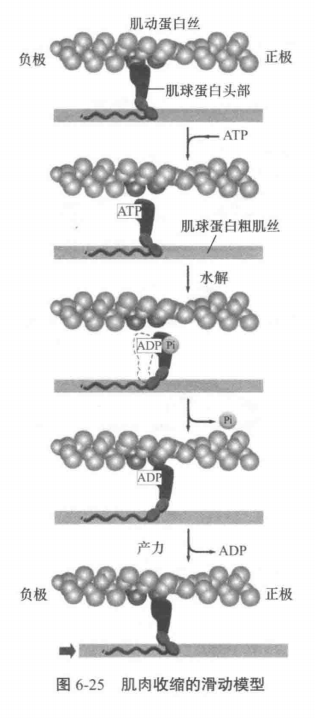 肌动蛋白丝
负极
正极
肌球蛋白头部
ATP
ATP
肌球蛋白粗肌丝
水解
ADP
Pi
Pi
ADP
产力
ADP
负极
正极
图 6-25 肌肉收缩的滑动模型